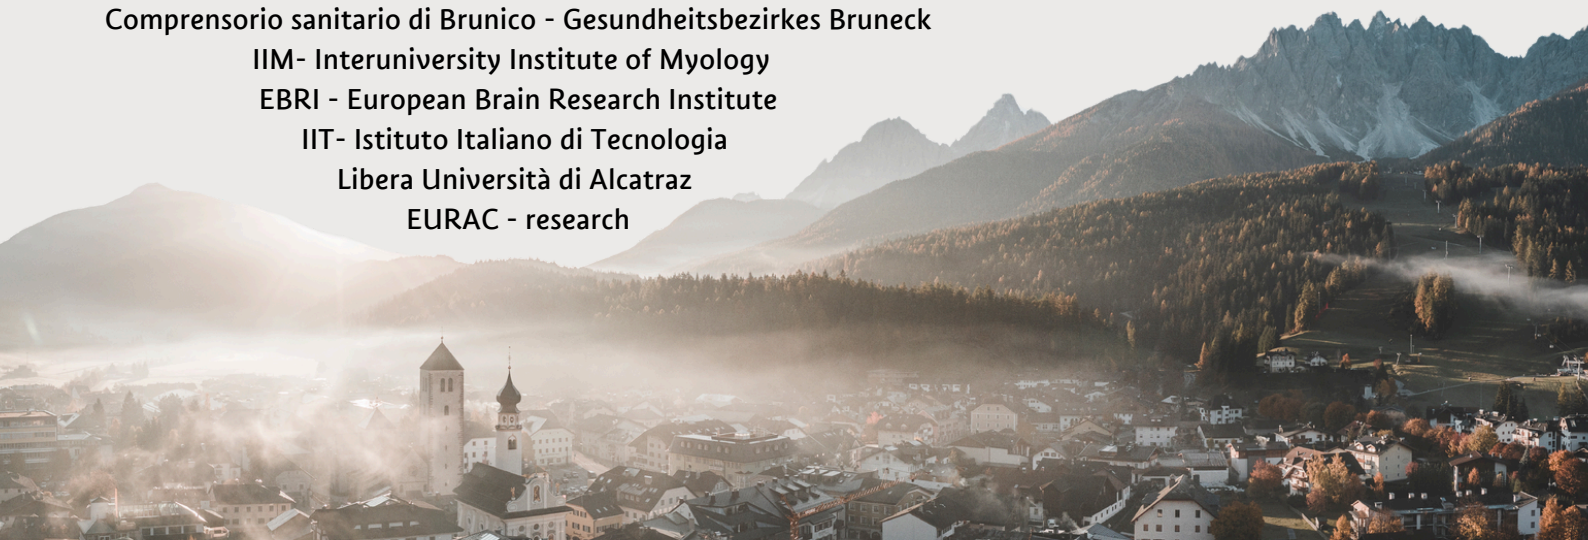 Comprensorio sanitario di Brunico - Gesundheitsbezirkes Bruneck
IIM- Interuniversity Institute of Myology
EBRI - European Brain Research Institute
IIT- Istituto Italiano di Tecnologia
Libera Università di Alcatraz
EURAC - research